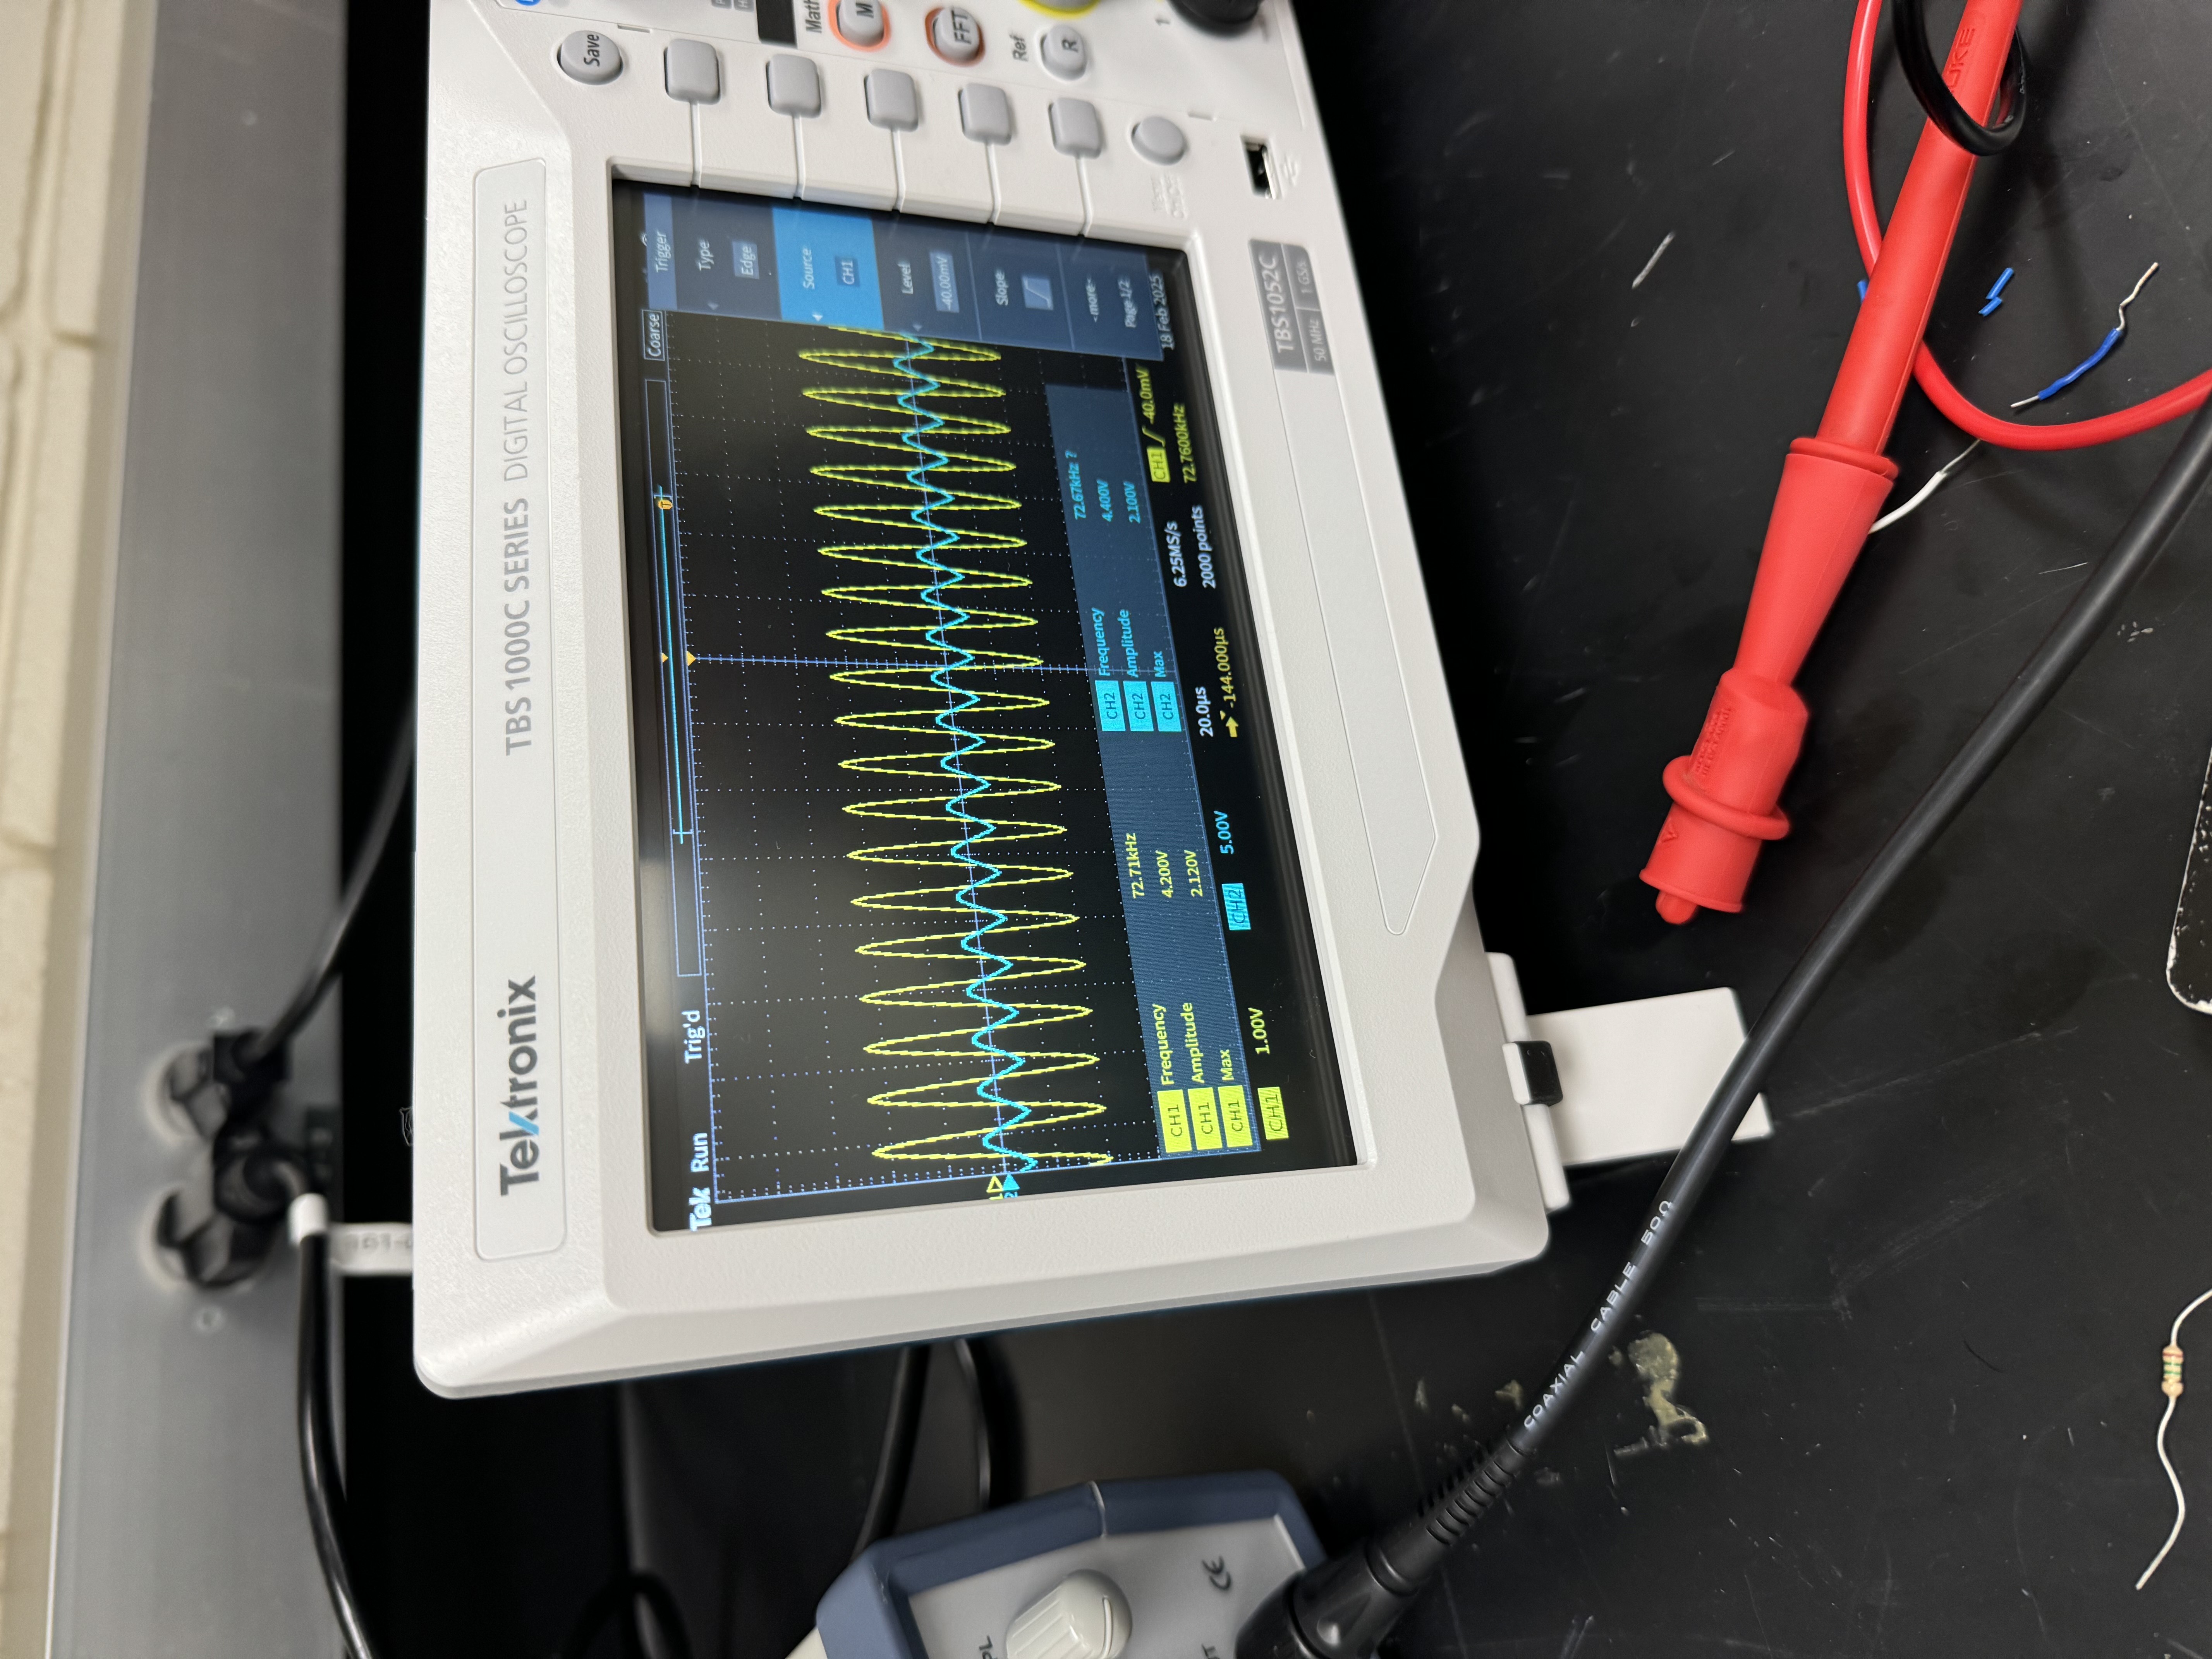 Tektronix
TBS 1000C SERIES DIGITAL OSCILLOSCOPE
Save
Tek Run Trig'd
Coarse
Trigger
Type
Edge
Source
CH1
Level
-40.00mV
Slope
-more-
Page 1/2
Math
M
FFT
Ref
R
1
2
CH1 Frequency 72.71kHz
CH1 Amplitude 4.200V
CH1 Max 2.120V
CH2 Frequency 72.67kHz ?
CH2 Amplitude 4.400V
CH2 Max 2.100V
CH1 1.00V
CH2 5.00V
20.0µs
-144.000µs
6.25MS/s
2000 points
CH1 -40.0mV
72.7600kHz
18 Feb 2025
TBS1052C
50 MHz 1 GS/s
1
PL
CE
COAXIAL CABLE 50Ω